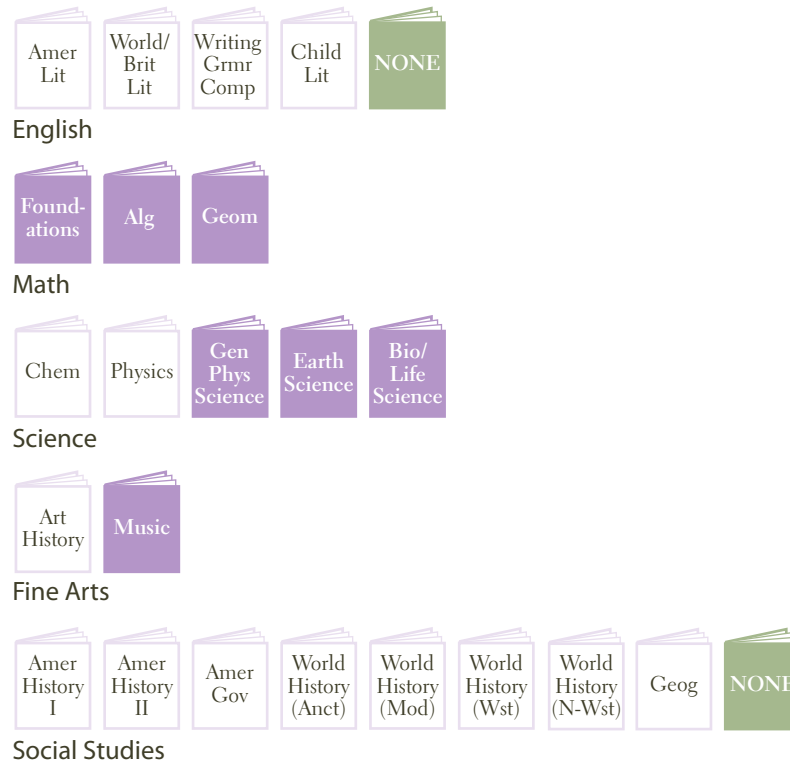 Amer
Lit
World/
Brit
Lit
Writing
Grmr
Comp
Child
Lit
NONE
English
Found-
ations
Alg
Geom
Math
Chem
Physics
Gen
Phys
Science
Earth
Science
Bio/
Life
Science
Science
Art
History
Music
Fine Arts
Amer
History
I
Amer
History
II
Amer
Gov
World
History
(Anct)
World
History
(Mod)
World
History
(Wst)
World
History
(N-Wst)
Geog
NONE
Social Studies